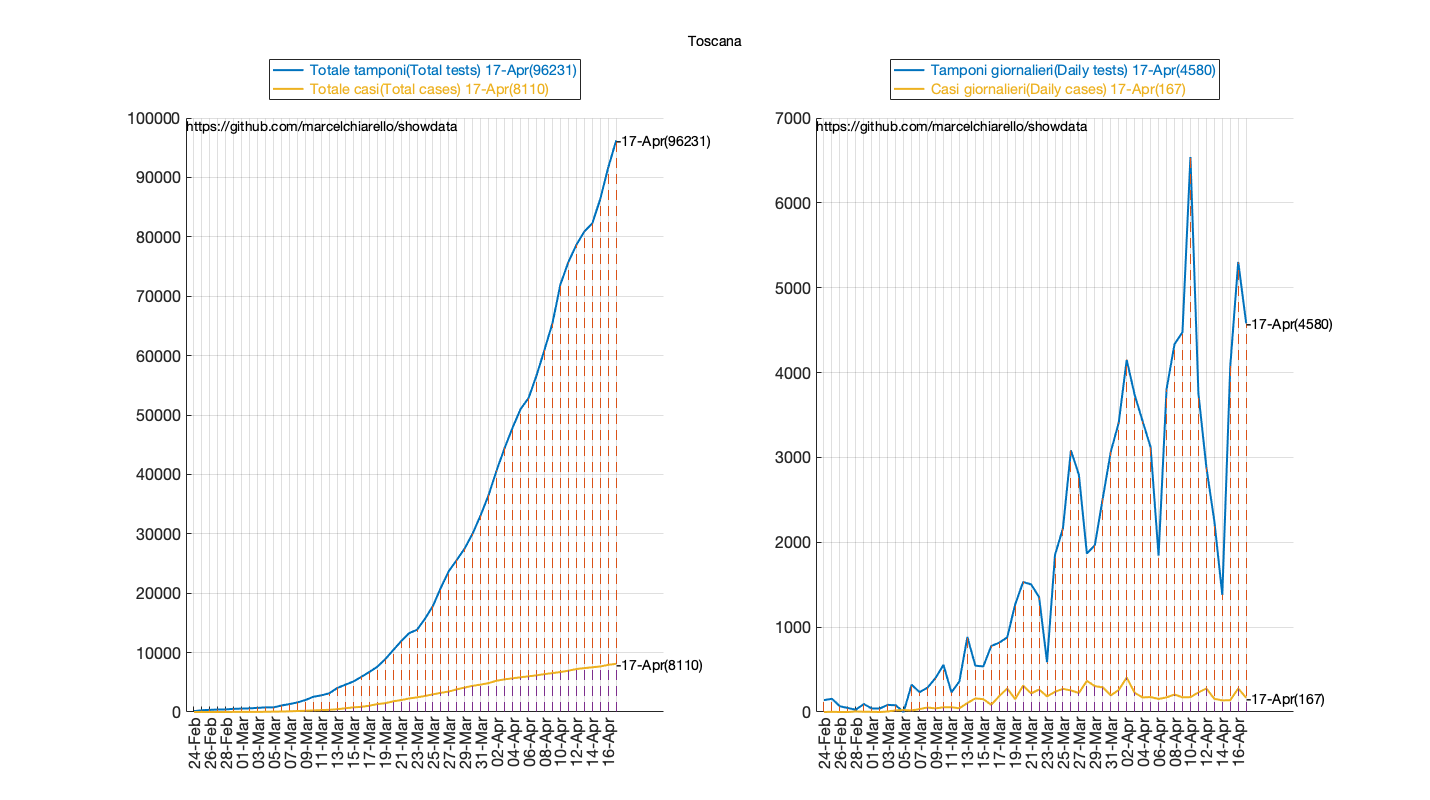 Toscana
Totale tamponi(Total tests) 17-Apr(96231)
Totale casi(Total cases) 17-Apr(8110)
https://github.com/marcelchiarello/showdata
100000
90000
80000
70000
60000
50000
40000
30000
20000
10000
0
17-Apr(96231)
17-Apr(8110)
24-Feb
26-Feb
28-Feb
01-Mar
03-Mar
05-Mar
07-Mar
09-Mar
11-Mar
13-Mar
15-Mar
17-Mar
19-Mar
21-Mar
23-Mar
25-Mar
27-Mar
29-Mar
31-Mar
02-Apr
04-Apr
06-Apr
08-Apr
10-Apr
12-Apr
14-Apr
16-Apr
Tamponi giornalieri(Daily tests) 17-Apr(4580)
Casi giornalieri(Daily cases) 17-Apr(167)
https://github.com/marcelchiarello/showdata
7000
6000
5000
4000
3000
2000
1000
0
17-Apr(4580)
17-Apr(167)
24-Feb
26-Feb
28-Feb
01-Mar
03-Mar
05-Mar
07-Mar
09-Mar
11-Mar
13-Mar
15-Mar
17-Mar
19-Mar
21-Mar
23-Mar
25-Mar
27-Mar
29-Mar
31-Mar
02-Apr
04-Apr
06-Apr
08-Apr
10-Apr
12-Apr
14-Apr
16-Apr